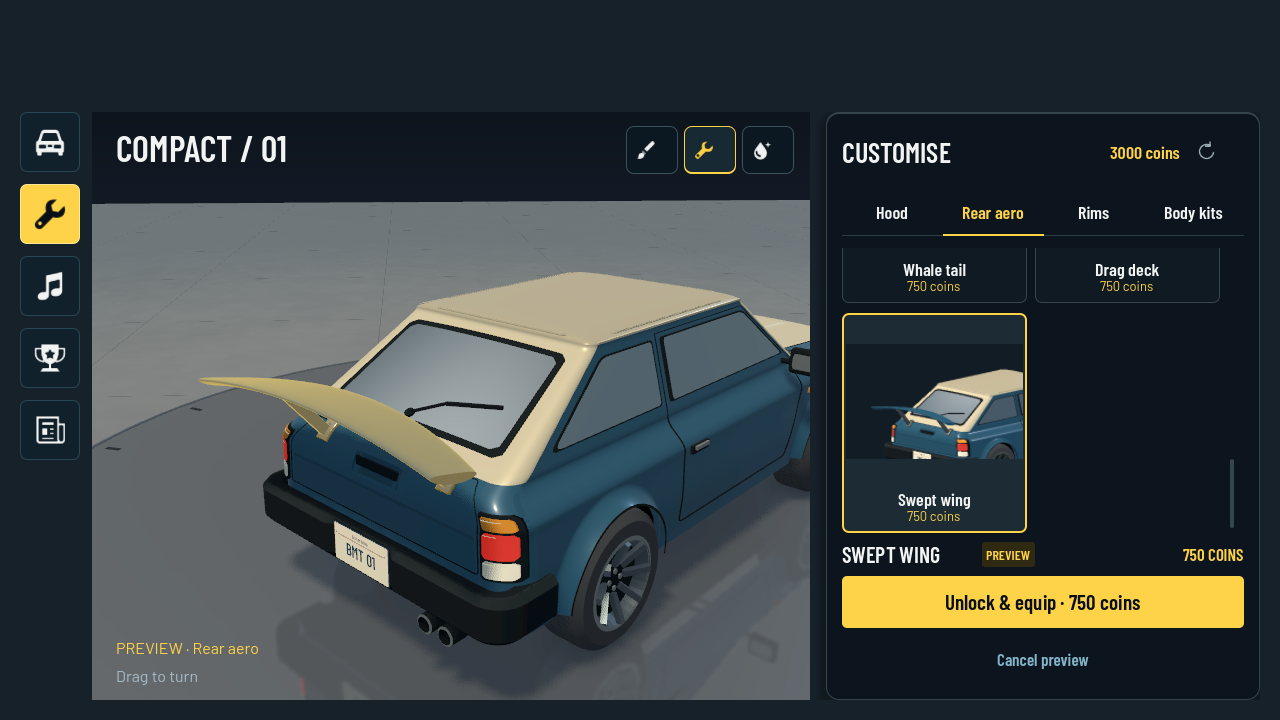 COMPACT / 01
CUSTOMISE
3000 coins
Hood
Rear aero
Rims
Body kits
Whale tail
750 coins
Drag deck
750 coins
Swept wing
750 coins
SWEPT WING
PREVIEW
750 COINS
Unlock & equip · 750 coins
Cancel preview
BMT 01
PREVIEW · Rear aero
Drag to turn